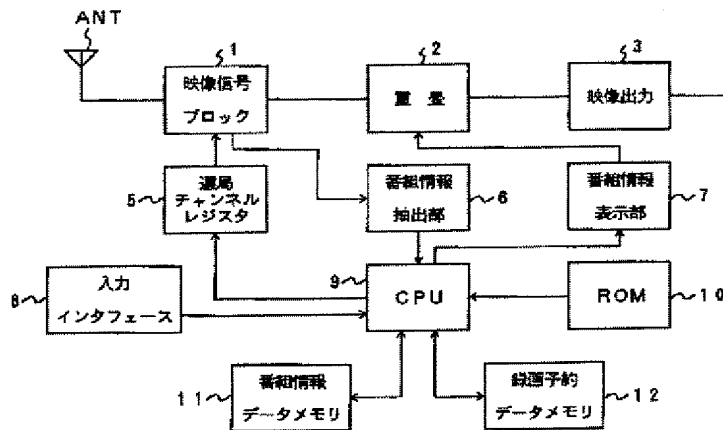 ANT
1
2
3
映像信号
ブロック
重畳
映像出力
5
選局
チャンネル
レジスタ
番組情報
抽出部
6
番組情報
表示部
7
8
入力
インタフェース
9
CPU
ROM
10
11
番組情報
データメモリ
録画予約
データメモリ
12